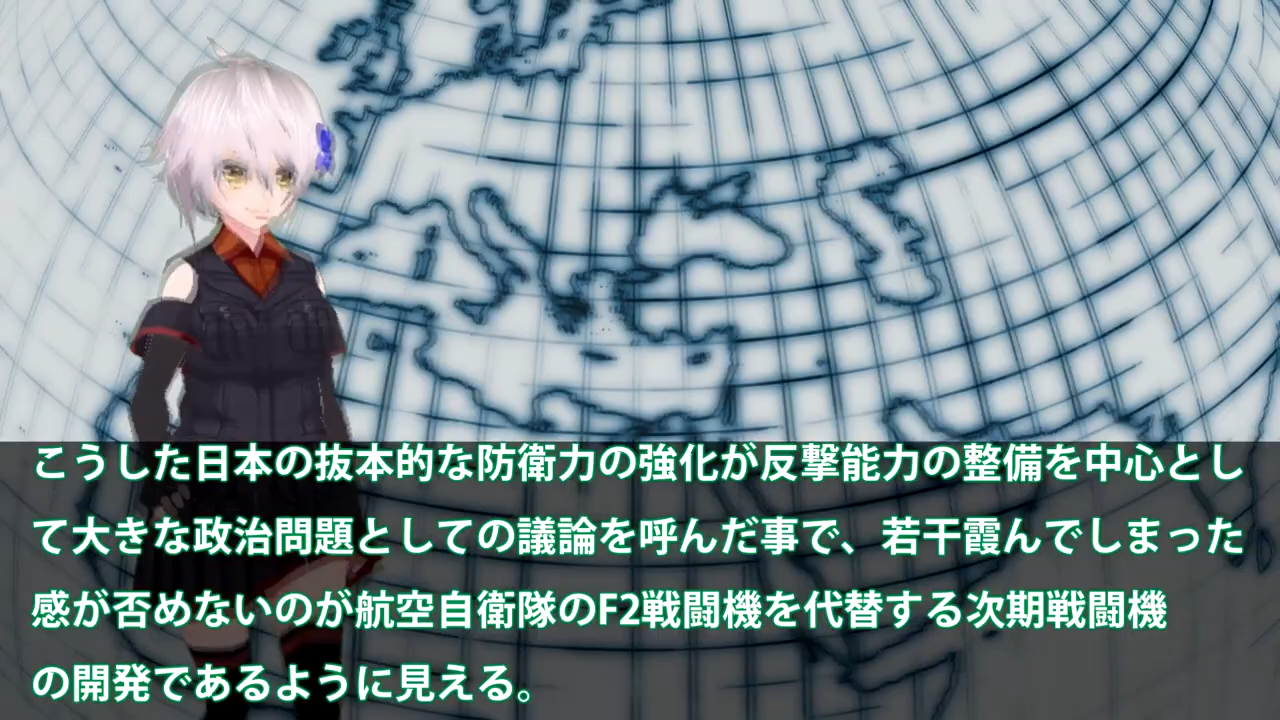 こうした日本の抜本的な防衛力の強化が反撃能力の整備を中心とし
て大きな政治問題としての議論を呼んだ事で、若干霞んでしまった
感が否めないのが航空自衛隊のF2戦闘機を代替する次期戦闘機
の開発であるように見える。